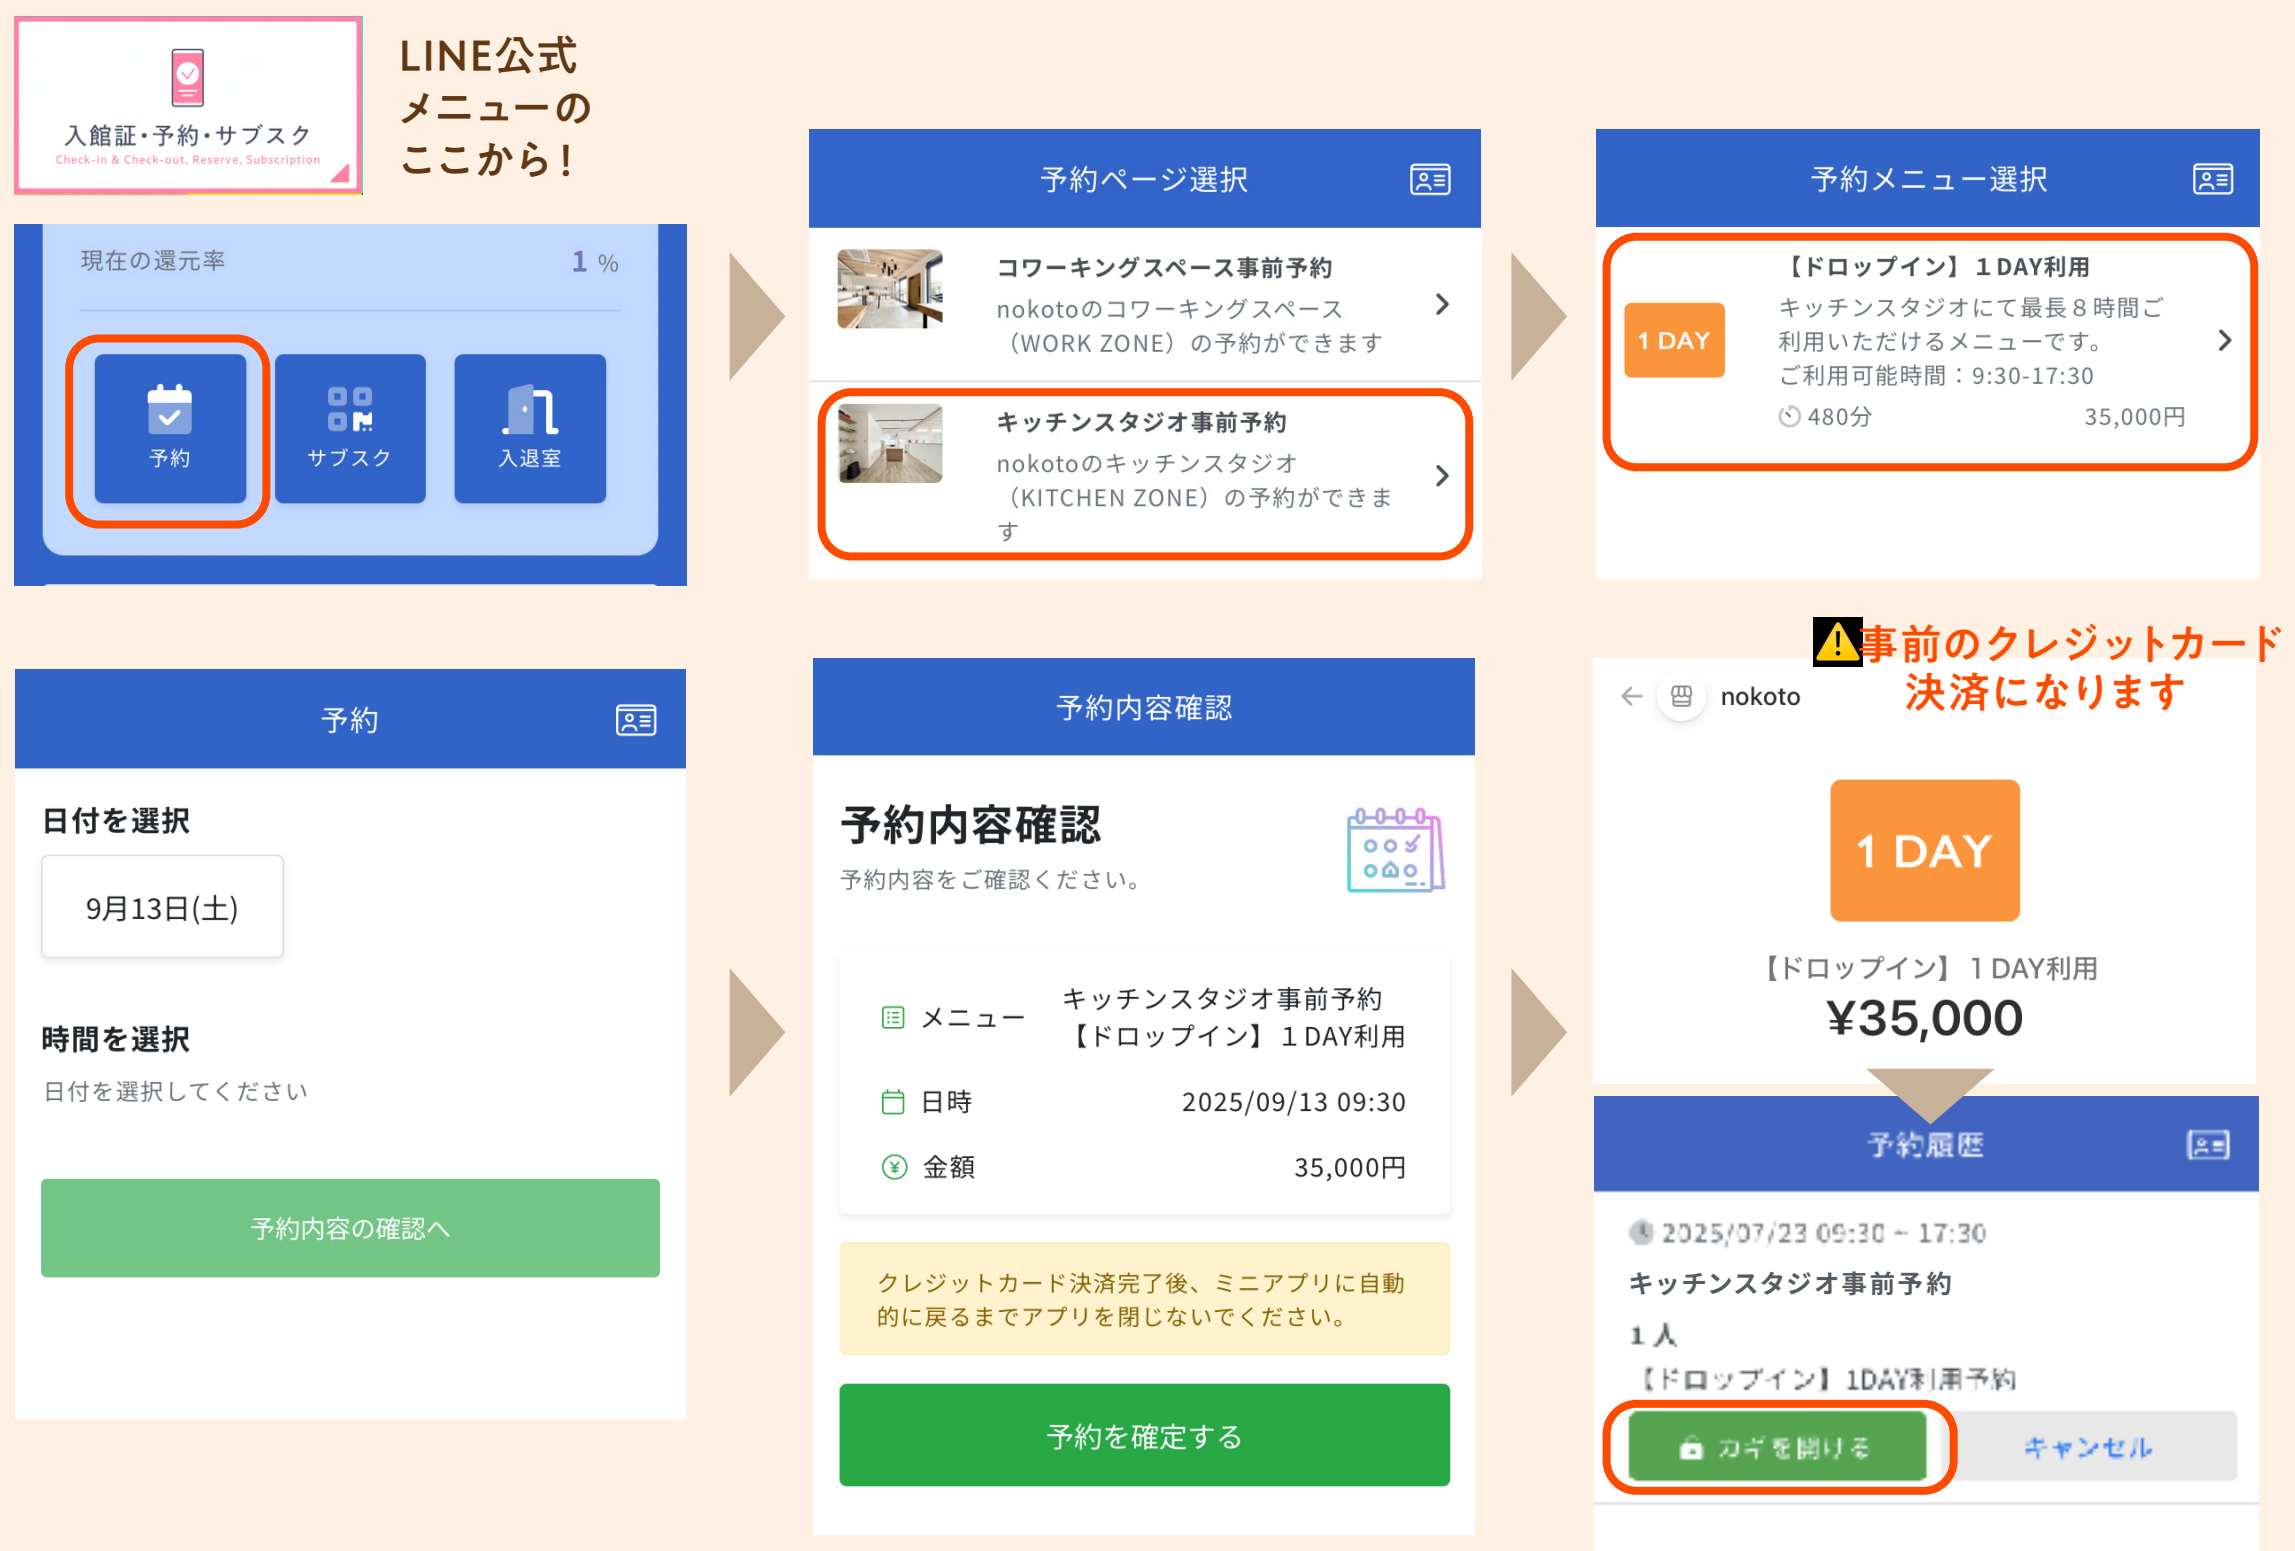 入館証・予約・サブスク
Check-in & Check-out, Reserve, Subscription
LINE公式
メニューの
ここから！
現在の還元率
1 %
予約
サブスク
入退室
予約ページ選択
コワーキングスペース事前予約
nokotoのコワーキングスペース
（WORK ZONE）の予約ができます
キッチンスタジオ事前予約
nokotoのキッチンスタジオ
（KITCHEN ZONE）の予約ができま
す
予約メニュー選択
1 DAY
【ドロップイン】１DAY利用
キッチンスタジオにて最長８時間ご
利用いただけるメニューです。
ご利用可能時間：9:30-17:30
480分
35,000円
予約
日付を選択
9月13日(土)
時間を選択
日付を選択してください
予約内容の確認へ
予約内容確認
予約内容確認
予約内容をご確認ください。
メニュー
キッチンスタジオ事前予約
【ドロップイン】１DAY利用
日時
2025/09/13 09:30
金額
35,000円
クレジットカード決済完了後、ミニアプリに自動
的に戻るまでアプリを閉じないでください。
予約を確定する
事前のクレジットカード
決済になります
nokoto
1 DAY
【ドロップイン】１DAY利用
¥35,000
予約履歴
2025/07/23 09:30 ~ 17:30
キッチンスタジオ事前予約
1人
【ドロップイン】1DAY利用予約
カギを開ける
キャンセル